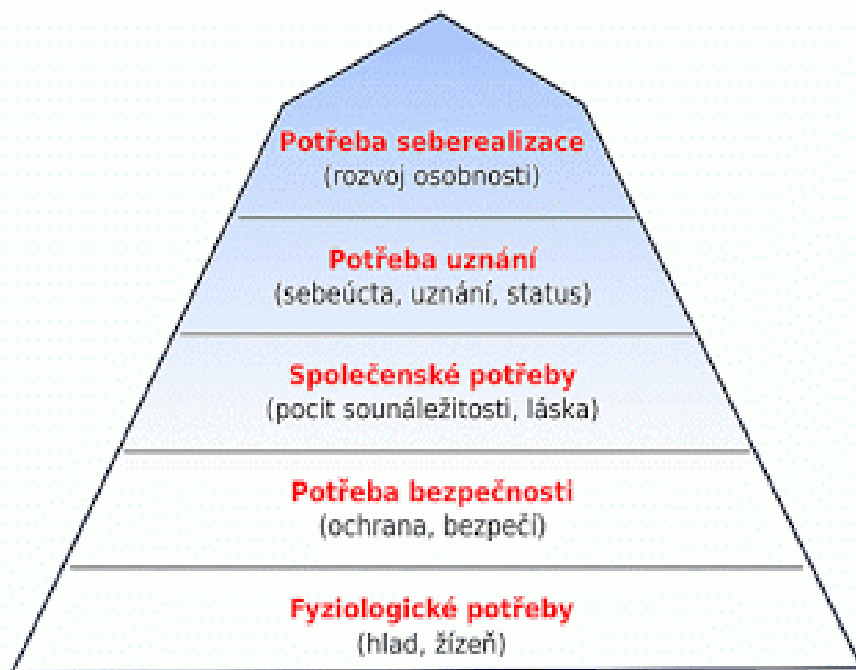 Potřeba seberealizace
(rozvoj osobnosti)
Potřeba uznání
(sebeúcta, uznání, status)
Společenské potřeby
(pocit sounáležitosti, láska)
Potřeba bezpečnosti
(ochrana, bezpečí)
Fyziologické potřeby
(hlad, žízeň)